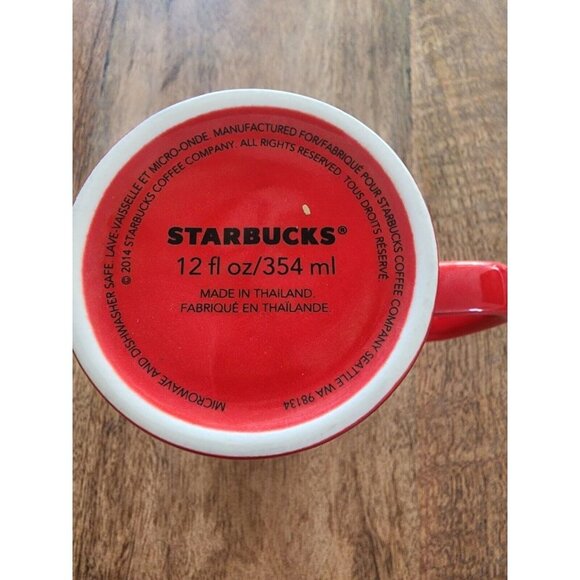 MICROWAVE AND DISHWASHER SAFE. LAVE-VAISSELLE ET MICRO-ONDE. MANUFACTURED FOR/FABRIQUÉ POUR STARBUCKS COFFEE COMPANY SEATTLE WA 98134
© 2014 STARBUCKS COFFEE COMPANY. ALL RIGHTS RESERVED. TOUS DROITS RÉSERVÉ.
STARBUCKS®
12 fl oz/354 ml
MADE IN THAILAND.
FABRIQUÉ EN THAÏLANDE.